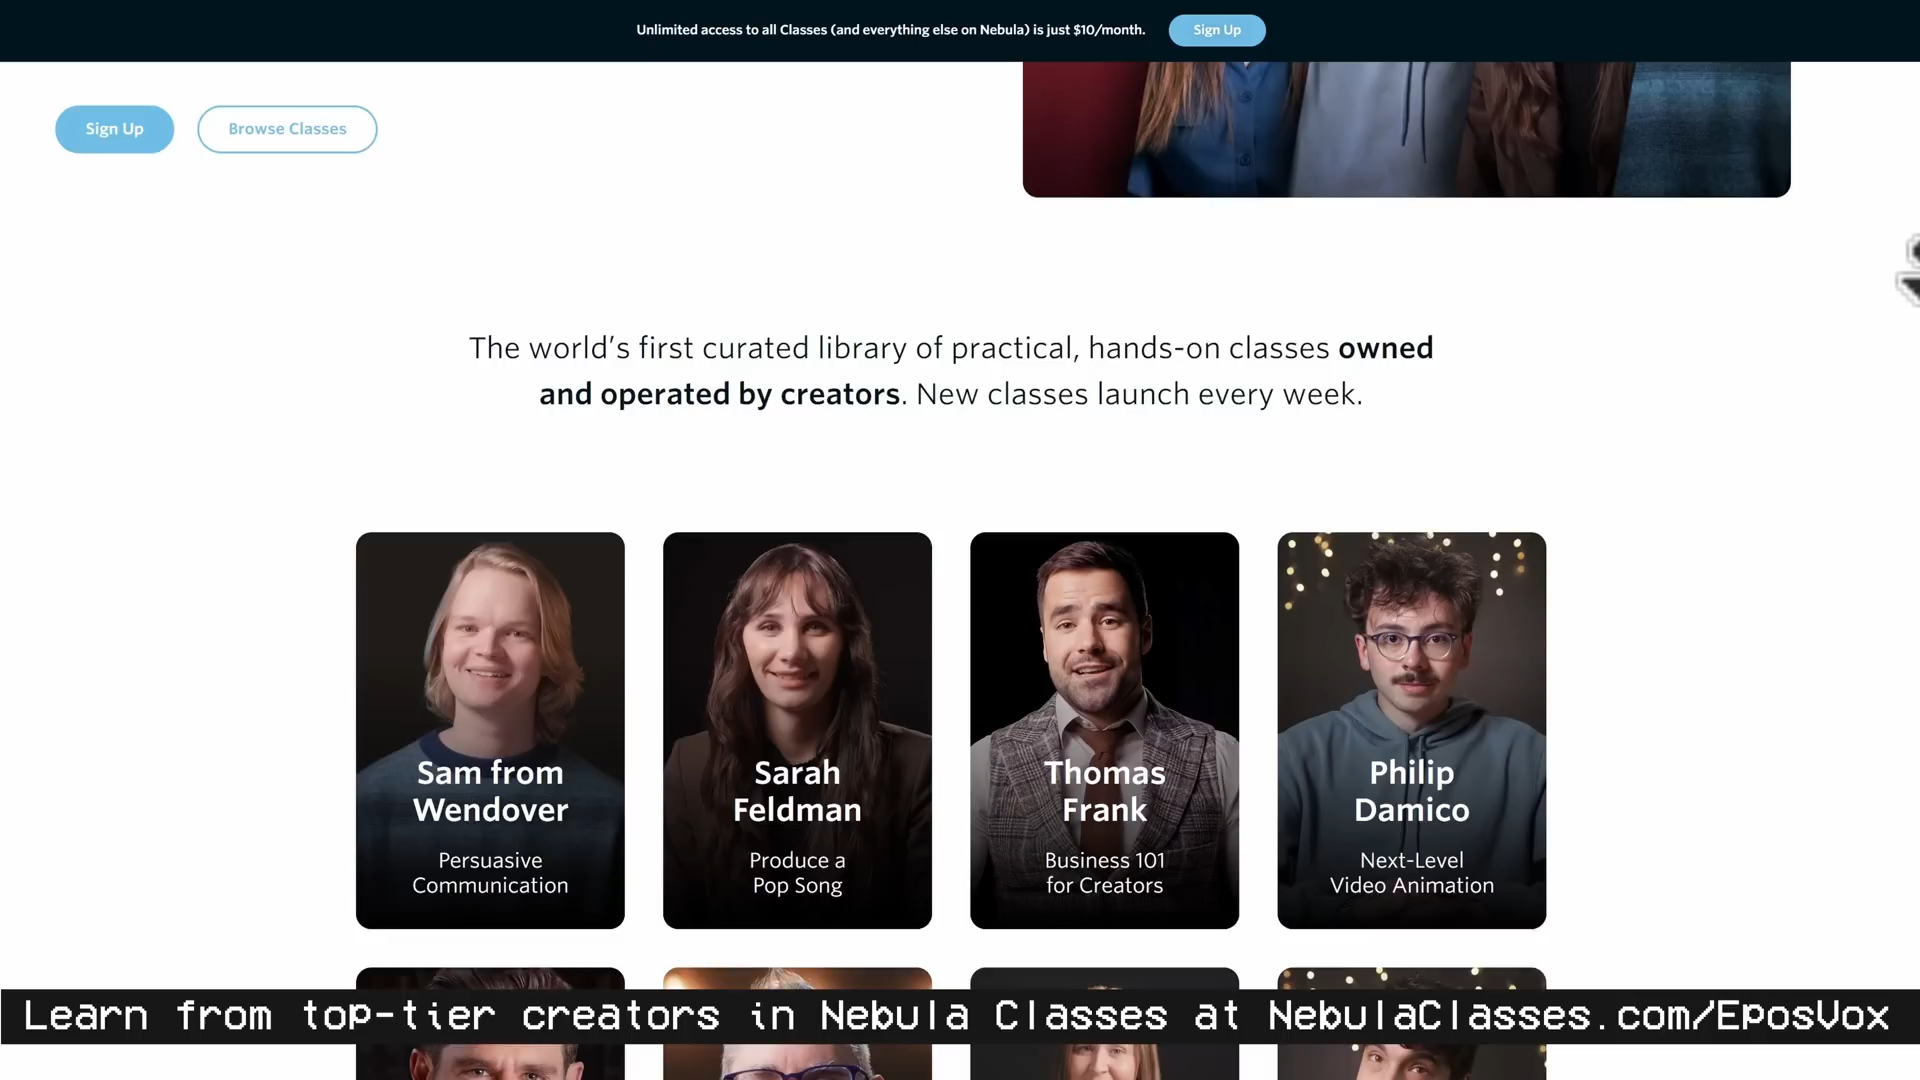 Unlimited access to all Classes (and everything else on Nebula) is just $10/month.
Sign Up
Sign Up
Browse Classes
The world's first curated library of practical, hands-on classes owned
and operated by creators. New classes launch every week.
Sam from
Wendover
Persuasive
Communication
Sarah
Feldman
Produce a
Pop Song
Thomas
Frank
Business 101
for Creators
Philip
Damico
Next-Level
Video Animation
Learn from top-tier creators in Nebula Classes at NebulaClasses.com/EposVox